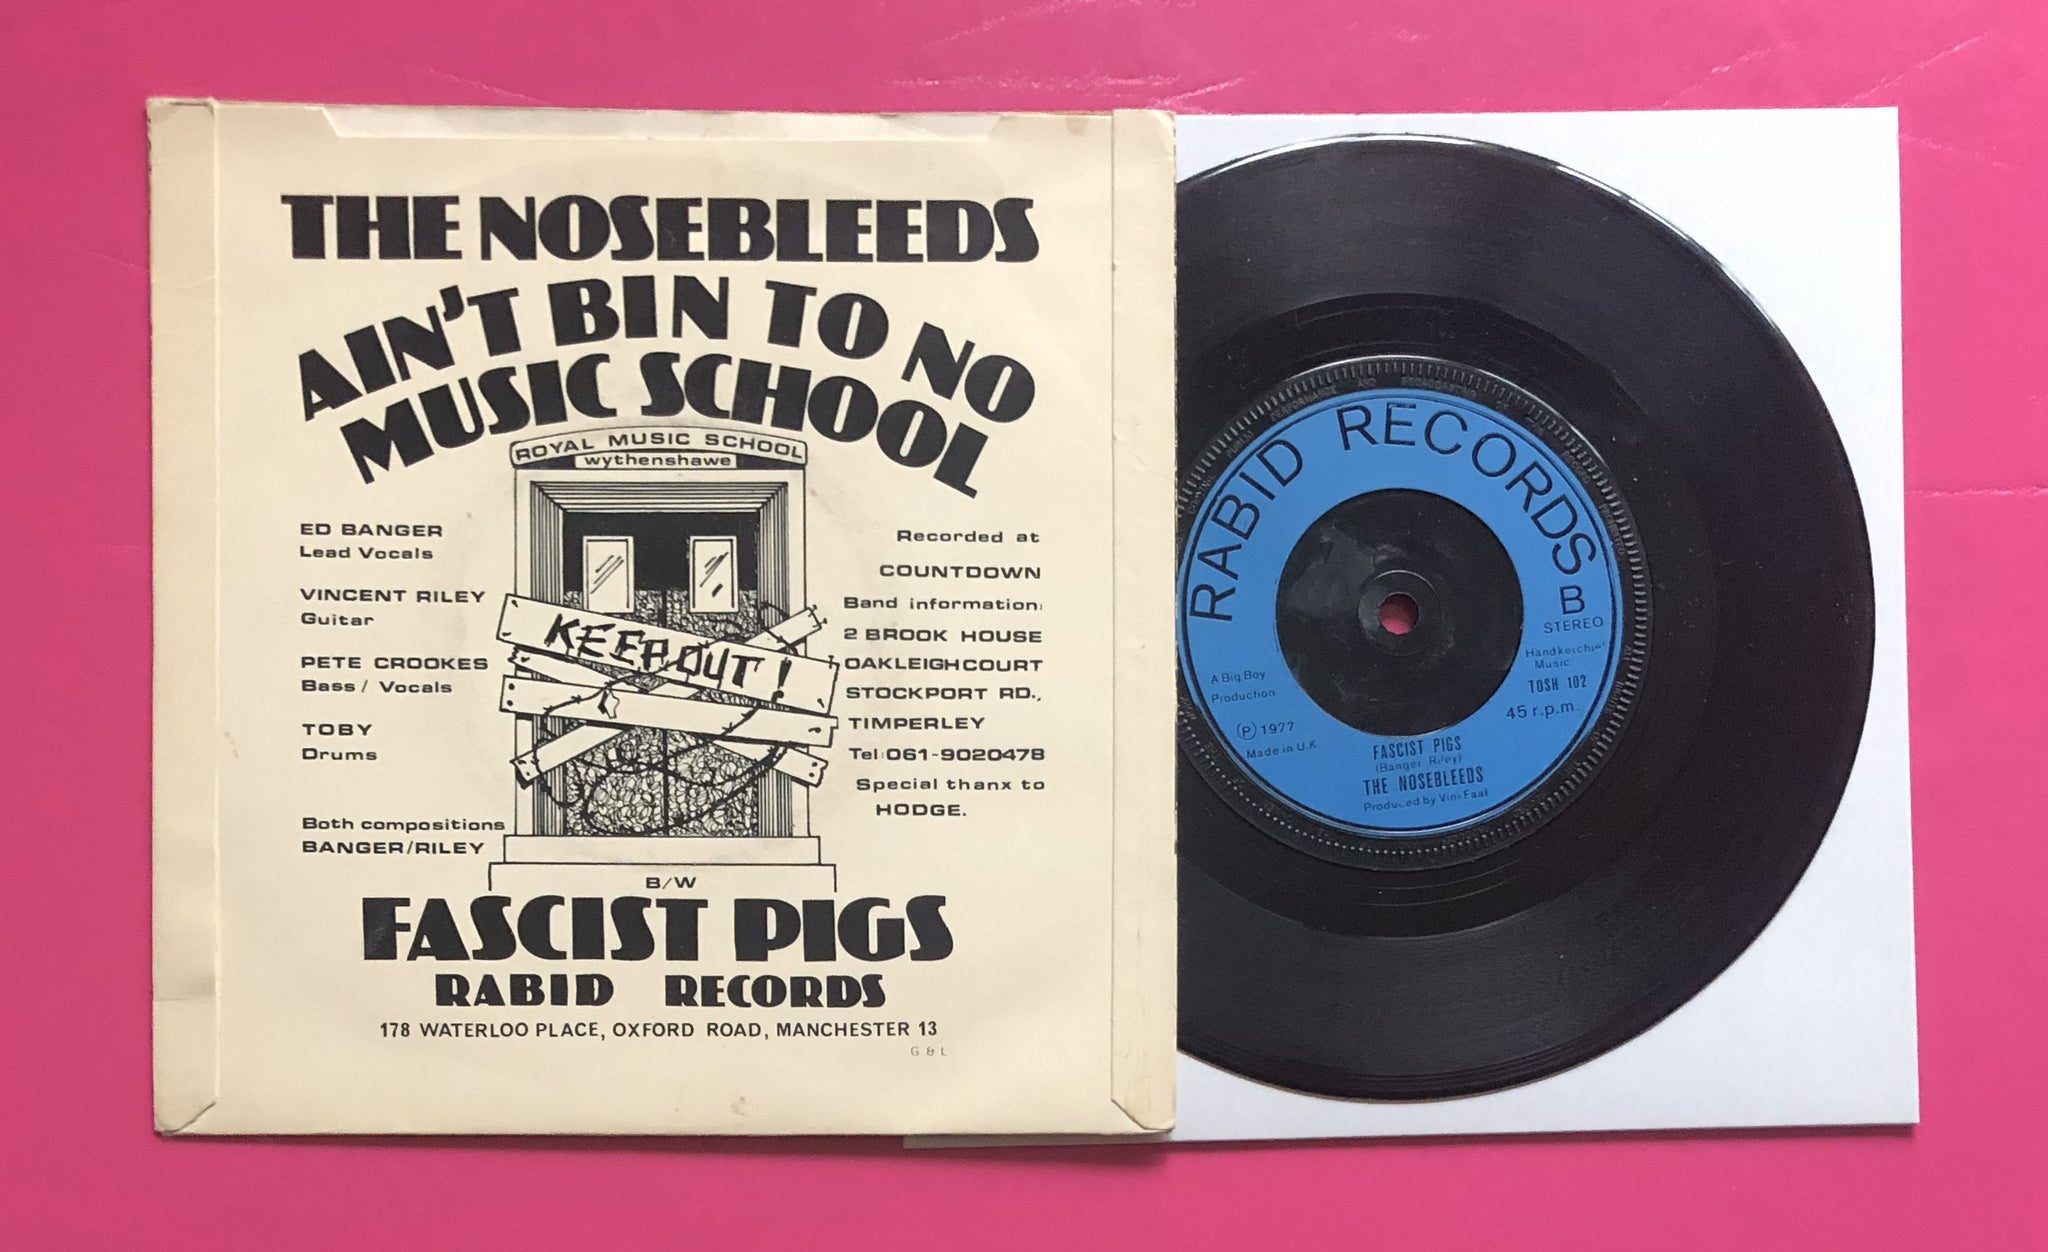 THE NOSEBLEEDS
AIN'T BIN TO NO
MUSIC SCHOOL
ROYAL MUSIC SCHOOL
wythenshawe
KEEP OUT!
ED BANGER
Lead Vocals
VINCENT RILEY
Guitar
PETE CROOKES
Bass/ Vocals
TOBY
Drums
Both compositions
BANGER/RILEY
Recorded at
COUNTDOWN
Band information:
2 BROOK HOUSE
OAKLEIGHCOURT
STOCKPORT RD.,
TIMPERLEY
Tel:061-9020478
Special thanx to
HODGE.
B/W
FASCIST PIGS
RABID RECORDS
178 WATERLOO PLACE, OXFORD ROAD, MANCHESTER 13
G & L
RABID RECORDS
B
STEREO
Music
TOSH 102
45 r.p.m.
A Big Boy
Production
℗ 1977
Made in U.K
FASCIST PIGS
(Banger Riley)
THE NOSEBLEEDS
Produced by Vini Faal